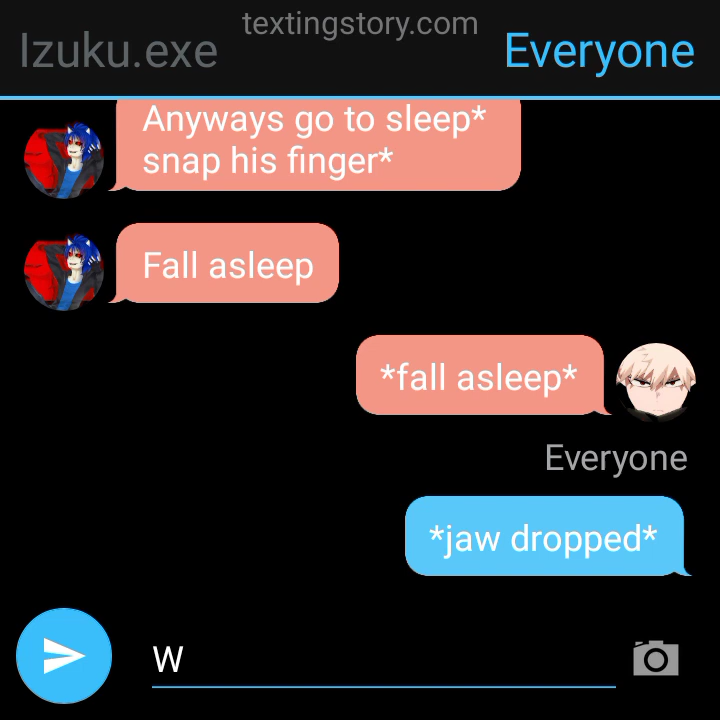 textingstory.com
Izuku.exe
Everyone
Anyways go to sleep*
snap his finger*
Fall asleep
*fall asleep*
Everyone
*jaw dropped*
W